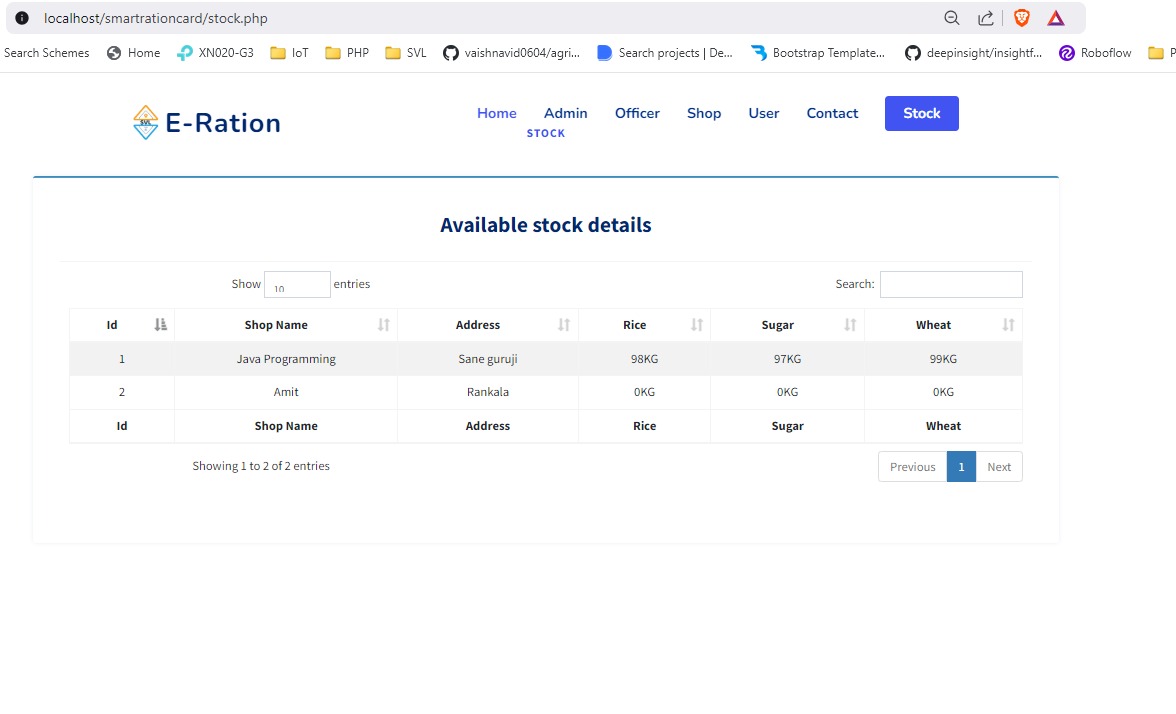 localhost/smartrationcard/stock.php
Search Schemes Home XN020-G3 IoT PHP SVL vaishnavid0604/agri... Search projects | De... Bootstrap Template... deepinsight/insightf... Roboflow P
SVL E-Ration Home Admin Officer Shop User Contact Stock
STOCK
Available stock details
Show 10 entries Search:
Id Shop Name Address Rice Sugar Wheat
1 Java Programming Sane guruji 98KG 97KG 99KG
2 Amit Rankala 0KG 0KG 0KG
Id Shop Name Address Rice Sugar Wheat
Showing 1 to 2 of 2 entries Previous 1 Next